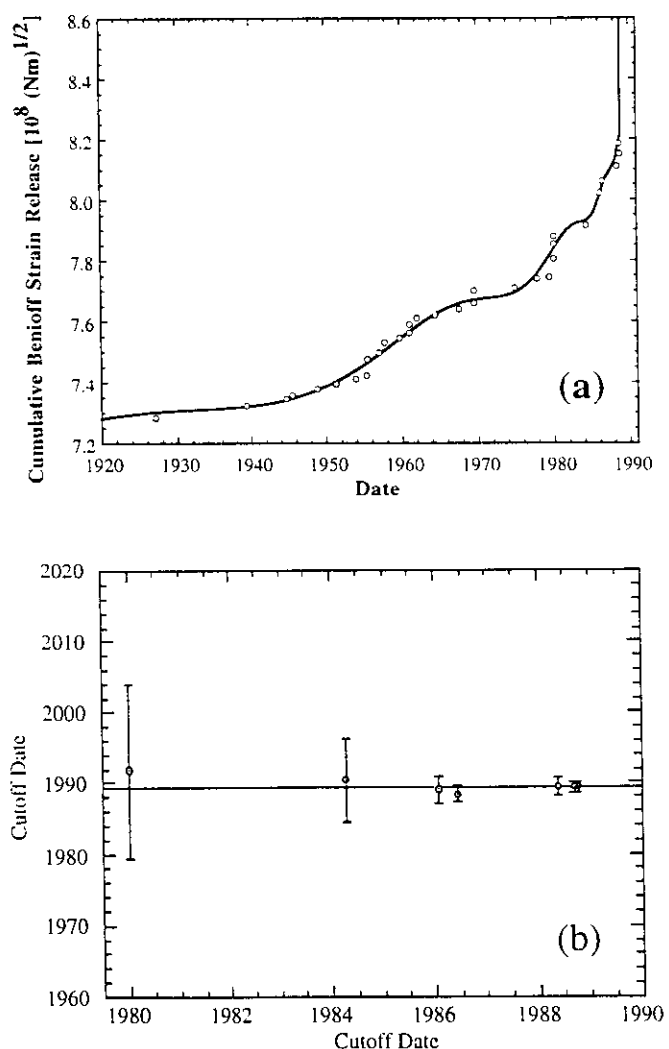 Cumulative Benioff Strain Release [10^8 (Nm)^1/2]
8.6
8.4
8.2
8.0
7.8
7.6
7.4
7.2
(a)
1920 1930 1940 1950 1960 1970 1980 1990
Date
Cutoff Date
2020
2010
2000
1990
1980
1970
1960
(b)
1980 1982 1984 1986 1988 1990
Cutoff Date